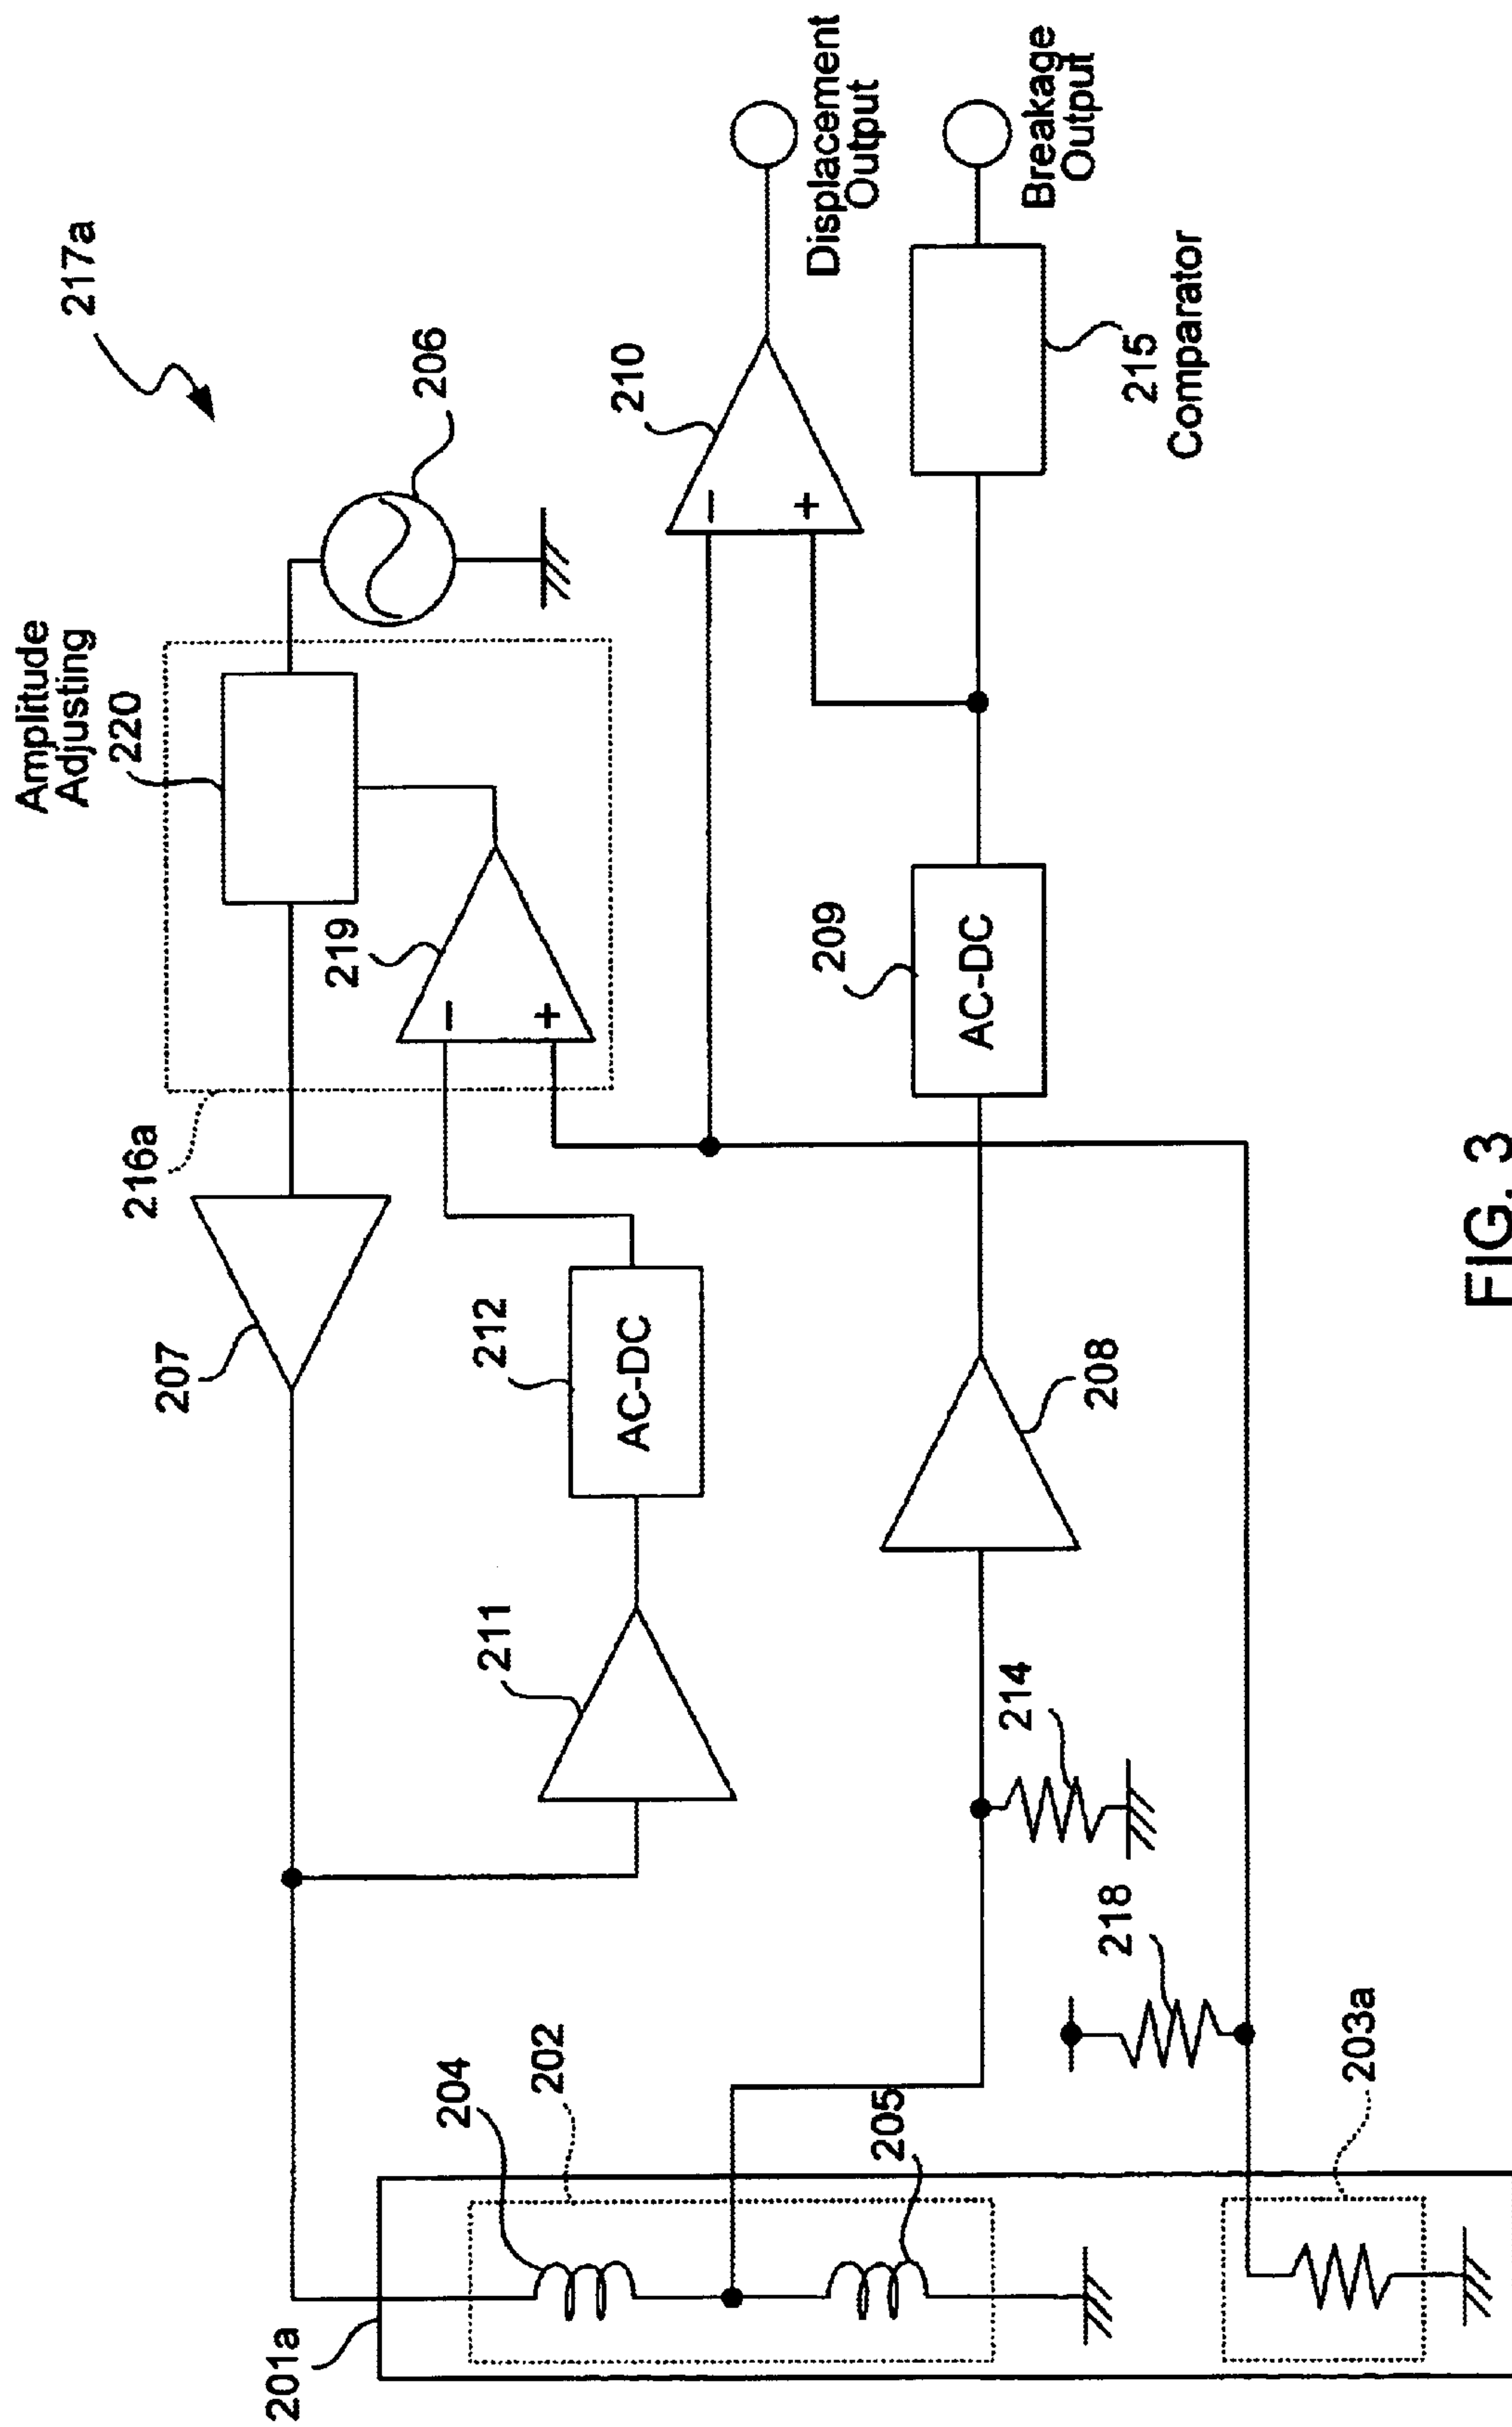 217a
Amplitude
Adjusting
220
206
216a
219
207
210
Displacement
Output
212
AC-DC
211
209
AC-DC
Breakage
Output
215
Comparator
208
214
218
204
202
205
203a
201a
−
+
−
+
FIG. 3